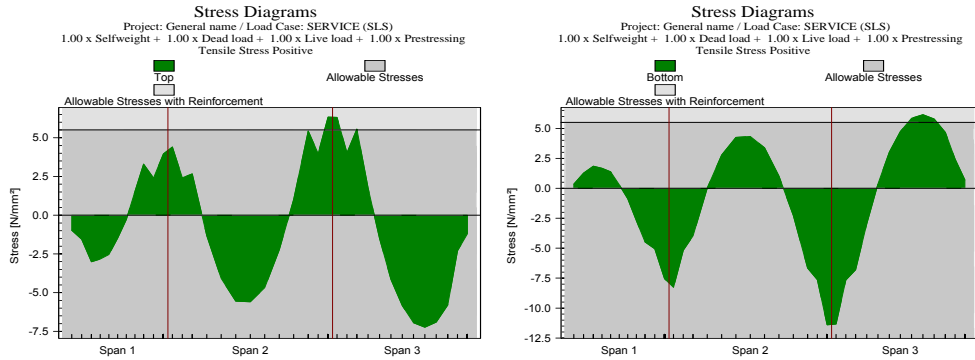 Stress Diagrams
Project: General name / Load Case: SERVICE (SLS)
1.00 x Selfweight + 1.00 x Dead load + 1.00 x Live load + 1.00 x Prestressing
Tensile Stress Positive
Top
Allowable Stresses
Allowable Stresses with Reinforcement
Stress [N/mm²]
5.0
2.5
0.0
-2.5
-5.0
-7.5
Span 1
Span 2
Span 3
Stress Diagrams
Project: General name / Load Case: SERVICE (SLS)
1.00 x Selfweight + 1.00 x Dead load + 1.00 x Live load + 1.00 x Prestressing
Tensile Stress Positive
Bottom
Allowable Stresses
Allowable Stresses with Reinforcement
Stress [N/mm²]
5.0
2.5
0.0
-2.5
-5.0
-7.5
-10.0
-12.5
Span 1
Span 2
Span 3